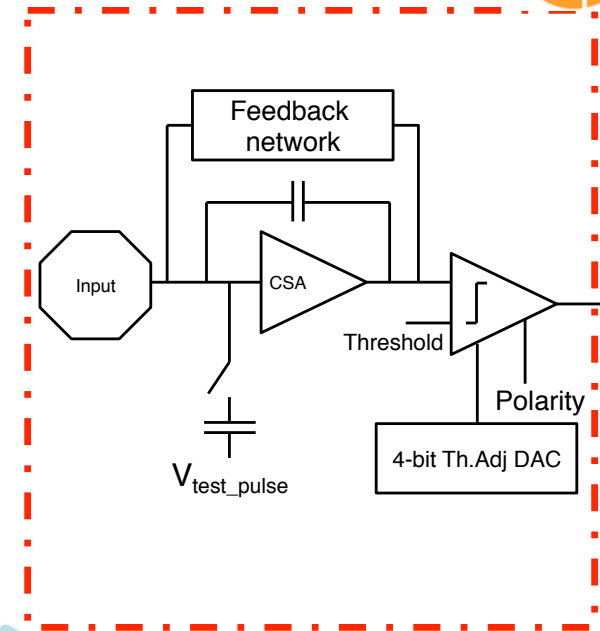 Feedback
network
Input
CSA
Threshold
Polarity
4-bit Th.Adj DAC
Vtest_pulse